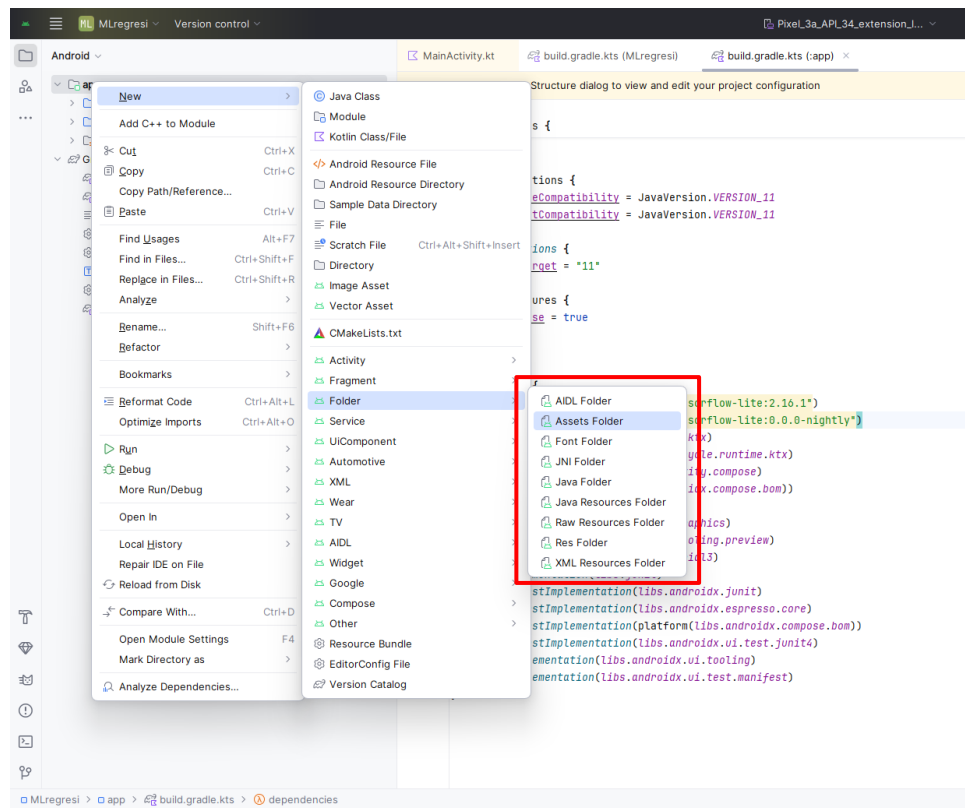 ML MLregresi Version control Pixel_3a_API_34_extension_l...
Android
MainActivity.kt build.gradle.kts (MLregresi) build.gradle.kts (:app)
ap
Structure dialog to view and edit your project configuration
G
New
Add C++ to Module
Cut Ctrl+X
Copy Ctrl+C
Copy Path/Reference...
Paste Ctrl+V
Find Usages Alt+F7
Find in Files... Ctrl+Shift+F
Replace in Files... Ctrl+Shift+R
Analyze
Rename... Shift+F6
Refactor
Bookmarks
Reformat Code Ctrl+Alt+L
Optimize Imports Ctrl+Alt+O
Run
Debug
More Run/Debug
Open In
Local History
Repair IDE on File
Reload from Disk
Compare With... Ctrl+D
Open Module Settings F4
Mark Directory as
Analyze Dependencies...
Java Class
Module
Kotlin Class/File
Android Resource File
Android Resource Directory
Sample Data Directory
File
Scratch File Ctrl+Alt+Shift+Insert
Directory
Image Asset
Vector Asset
CMakeLists.txt
Activity
Fragment
Folder
Service
UiComponent
Automotive
XML
Wear
TV
AIDL
Widget
Google
Compose
Other
Resource Bundle
EditorConfig File
Version Catalog
AIDL Folder
Assets Folder
Font Folder
JNI Folder
Java Folder
Java Resources Folder
Raw Resources Folder
Res Folder
XML Resources Folder
s {
tions {
eCompatibility = JavaVersion.VERSION_11
tCompatibility = JavaVersion.VERSION_11
ions {
rget = "11"
ures {
se = true
{
sorflow-lite:2.16.1")
sorflow-lite:0.0.0-nightly")
ktx)
ycle.runtime.ktx)
ity.compose)
idx.compose.bom))
aphics)
oling.preview)
ial3)
stImplementation(libs.androidx.junit)
stImplementation(libs.androidx.espresso.core)
stImplementation(platform(libs.androidx.compose.bom))
stImplementation(libs.androidx.ui.test.junit4)
ementation(libs.androidx.ui.tooling)
ementation(libs.androidx.ui.test.manifest)
MLregresi > app > build.gradle.kts > dependencies